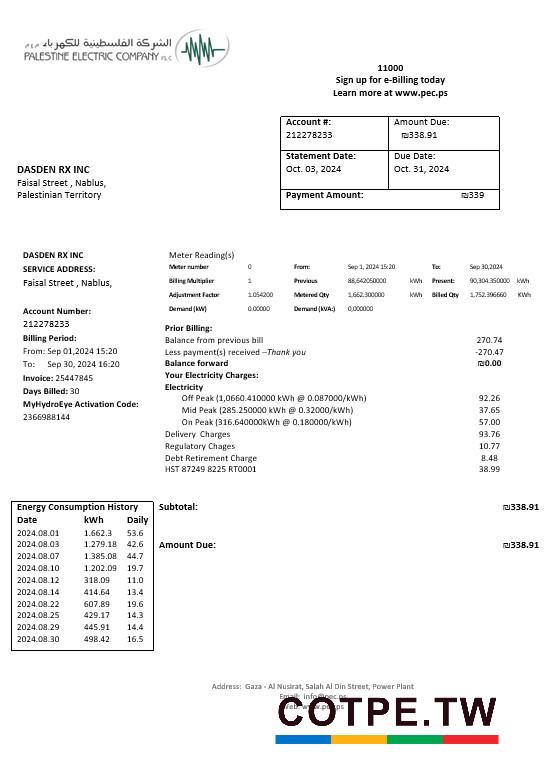 الشركة الفلسطينية للكهرباء م.ع.م
PALESTINE ELECTRIC COMPANY PLC
11000
Sign up for e-Billing today
Learn more at www.pec.ps
Account #: Amount Due:
212278233 ₪338.91
Statement Date: Due Date:
Oct. 03, 2024 Oct. 31, 2024
Payment Amount: ₪339
DASDEN RX INC
Faisal Street , Nablus,
Palestinian Territory
DASDEN RX INC
SERVICE ADDRESS:
Faisal Street , Nablus,
Account Number:
212278233
Billing Period:
From: Sep 01,2024 15:20
To: Sep 30, 2024 16:20
Invoice: 25447845
Days Billed: 30
MyHydroEye Activation Code:
2366988144
Meter Reading(s)
Meter number 0 From: Sep 1, 2024 15:20 To: Sep 30,2024
Billing Multiplier 1 Previous 88,642050000 kWh Present: 90,304.350000 kWh
Adjustment Factor 1.054200 Metered Qty 1,662.300000 kWh Billed Qty 1,752.396660 KWh
Demand (kW) 0.00000 Demand (kVA:) 0,000000
Prior Billing:
Balance from previous bill 270.74
Less payment(s) received –Thank you -270.47
Balance forward ₪0.00
Your Electricity Charges:
Electricity
Off Peak (1,0660.410000 kWh @ 0.087000/kWh) 92.26
Mid Peak (285.250000 kWh @ 0.32000/kWh) 37.65
On Peak (316.640000kWh @ 0.180000/kWh) 57.00
Delivery Charges 93.76
Regulatory Chages 10.77
Debt Retirement Charge 8.48
HST 87249 8225 RT0001 38.99
Energy Consumption History
Date kWh Daily
2024.08.01 1.662.3 53.6
2024.08.03 1.279.18 42.6
2024.08.07 1.385.08 44.7
2024.08.10 1.202.09 19.7
2024.08.12 318.09 11.0
2024.08.14 414.64 13.4
2024.08.22 607.89 19.6
2024.08.25 429.17 14.3
2024.08.29 445.91 14.4
2024.08.30 498.42 16.5
Subtotal: ₪338.91
Amount Due: ₪338.91
Address: Gaza - Al Nusirat, Salah Al Din Street, Power Plant
Email: info@pec.ps
Web: www.pec.ps
COTPE.TW